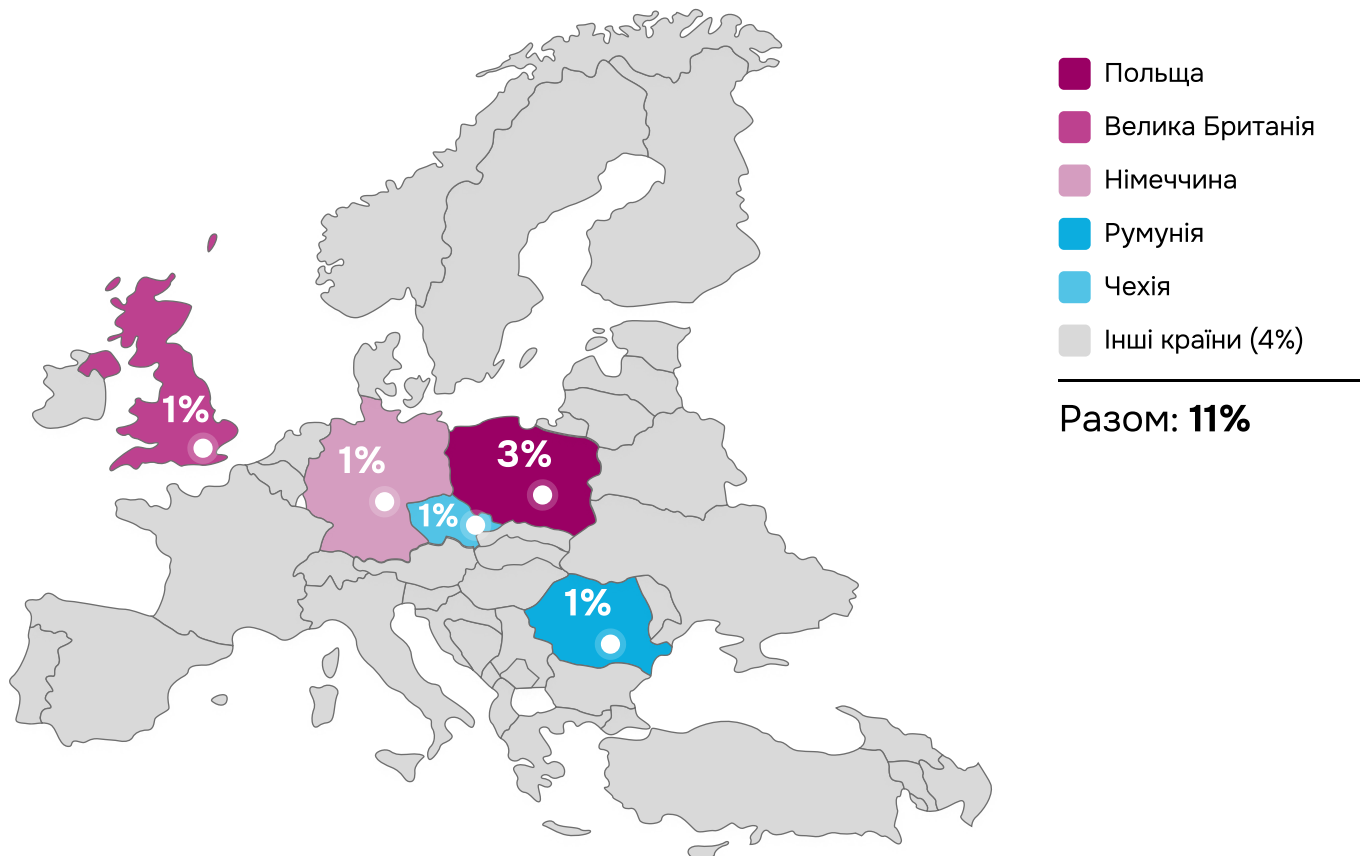 Польща
Велика Британія
Німеччина
Румунія
Чехія
Інші країни (4%)
Разом: 11%
1%
1%
3%
1%
1%